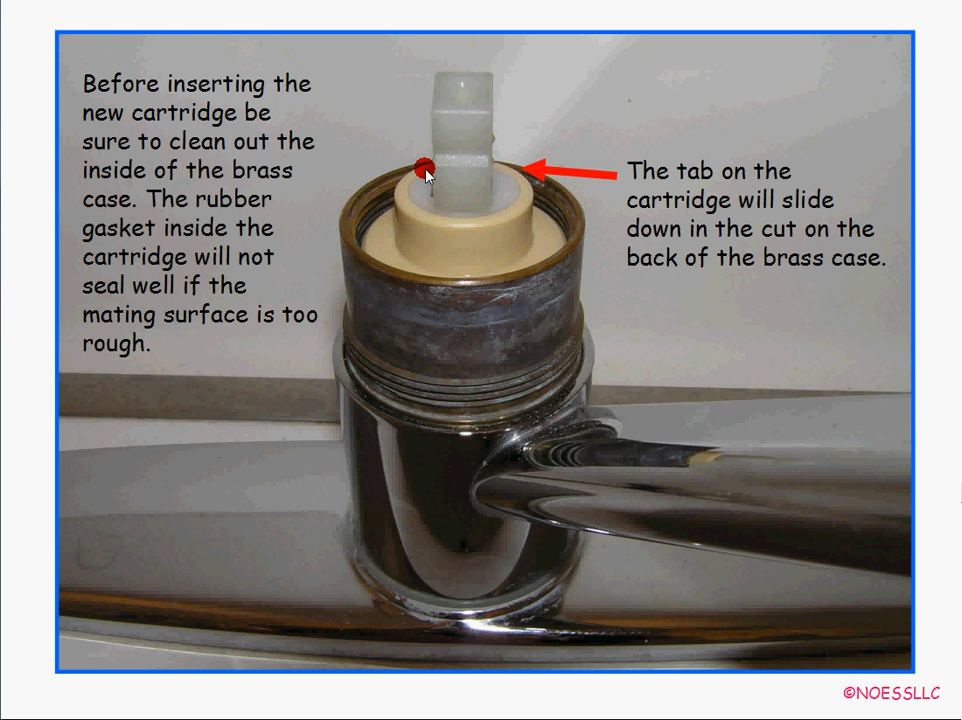 Before inserting the
new cartridge be
sure to clean out the
inside of the brass
case. The rubber
gasket inside the
cartridge will not
seal well if the
mating surface is too
rough.
The tab on the
cartridge will slide
down in the cut on the
back of the brass case.
©NOESSLLC